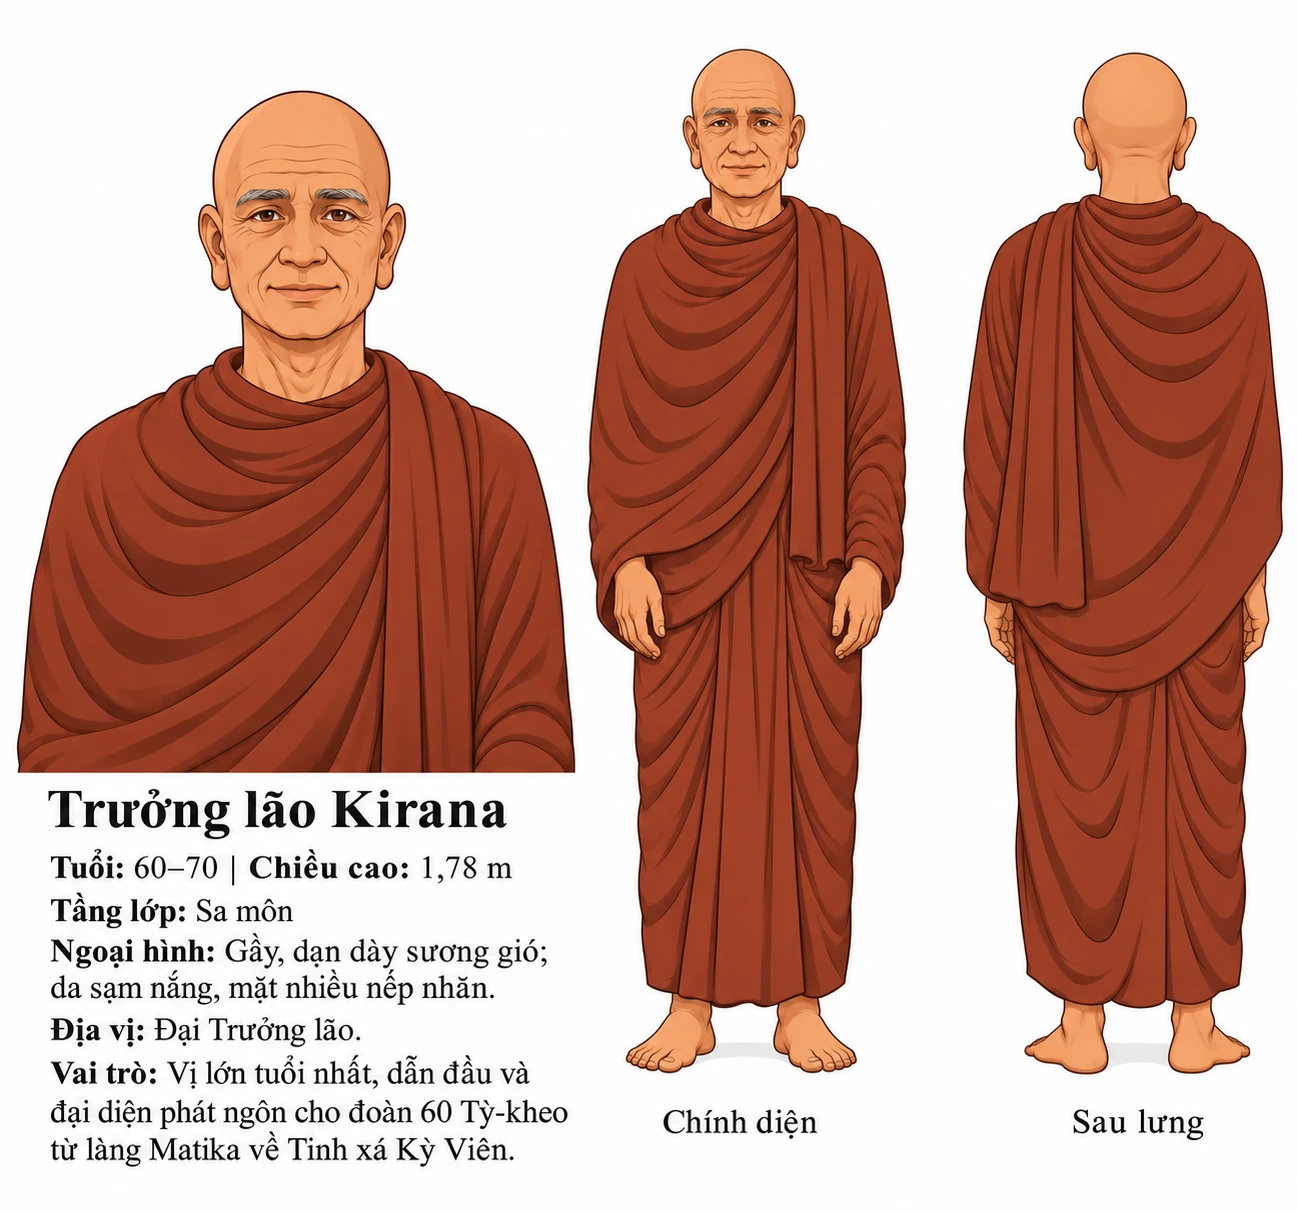 Trưởng lão Kirana
Tuổi: 60–70 | Chiều cao: 1,78 m
Tầng lớp: Sa môn
Ngoại hình: Gầy, dạn dày sương gió;
da sạm nắng, mặt nhiều nếp nhăn.
Địa vị: Đại Trưởng lão.
Vai trò: Vị lớn tuổi nhất, dẫn đầu và
đại diện phát ngôn cho đoàn 60 Tỳ-kheo
từ làng Matika về Tinh xá Kỳ Viên.
Chính diện
Sau lưng